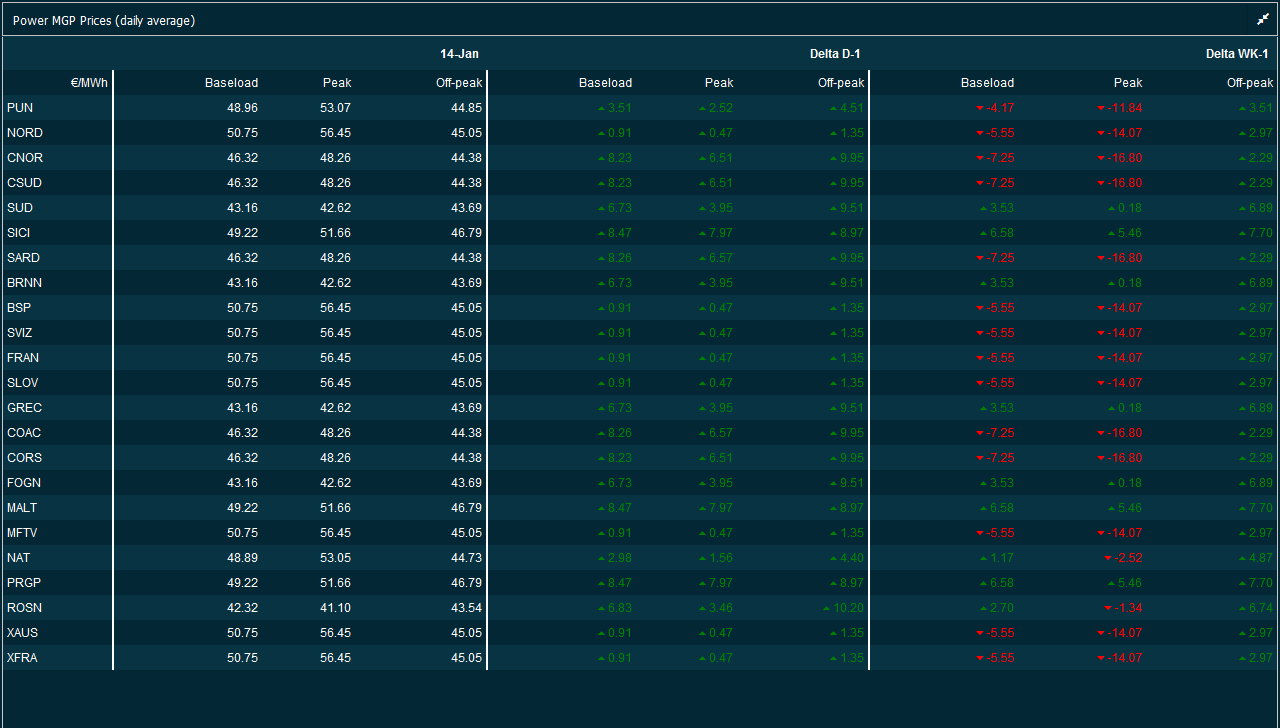 Power MGP Prices (daily average)
14-Jan Delta D-1 Delta WK-1
€/MWh Baseload Peak Off-peak Baseload Peak Off-peak Baseload Peak Off-peak
PUN 48.96 53.07 44.85 3.51 2.52 4.51 -4.17 -11.84 3.51
NORD 50.75 56.45 45.05 0.91 0.47 1.35 -5.55 -14.07 2.97
CNOR 46.32 48.26 44.38 8.23 6.51 9.95 -7.25 -16.80 2.29
CSUD 46.32 48.26 44.38 8.23 6.51 9.95 -7.25 -16.80 2.29
SUD 43.16 42.62 43.69 6.73 3.95 9.51 3.53 0.18 6.89
SICI 49.22 51.66 46.79 8.47 7.97 8.97 6.58 5.46 7.70
SARD 46.32 48.26 44.38 8.26 6.57 9.95 -7.25 -16.80 2.29
BRNN 43.16 42.62 43.69 6.73 3.95 9.51 3.53 0.18 6.89
BSP 50.75 56.45 45.05 0.91 0.47 1.35 -5.55 -14.07 2.97
SVIZ 50.75 56.45 45.05 0.91 0.47 1.35 -5.55 -14.07 2.97
FRAN 50.75 56.45 45.05 0.91 0.47 1.35 -5.55 -14.07 2.97
SLOV 50.75 56.45 45.05 0.91 0.47 1.35 -5.55 -14.07 2.97
GREC 43.16 42.62 43.69 6.73 3.95 9.51 3.53 0.18 6.89
COAC 46.32 48.26 44.38 8.26 6.57 9.95 -7.25 -16.80 2.29
CORS 46.32 48.26 44.38 8.23 6.51 9.95 -7.25 -16.80 2.29
FOGN 43.16 42.62 43.69 6.73 3.95 9.51 3.53 0.18 6.89
MALT 49.22 51.66 46.79 8.47 7.97 8.97 6.58 5.46 7.70
MFTV 50.75 56.45 45.05 0.91 0.47 1.35 -5.55 -14.07 2.97
NAT 48.89 53.05 44.73 2.98 1.56 4.40 1.17 -2.52 4.87
PRGP 49.22 51.66 46.79 8.47 7.97 8.97 6.58 5.46 7.70
ROSN 42.32 41.10 43.54 6.83 3.46 10.20 2.70 -1.34 6.74
XAUS 50.75 56.45 45.05 0.91 0.47 1.35 -5.55 -14.07 2.97
XFRA 50.75 56.45 45.05 0.91 0.47 1.35 -5.55 -14.07 2.97